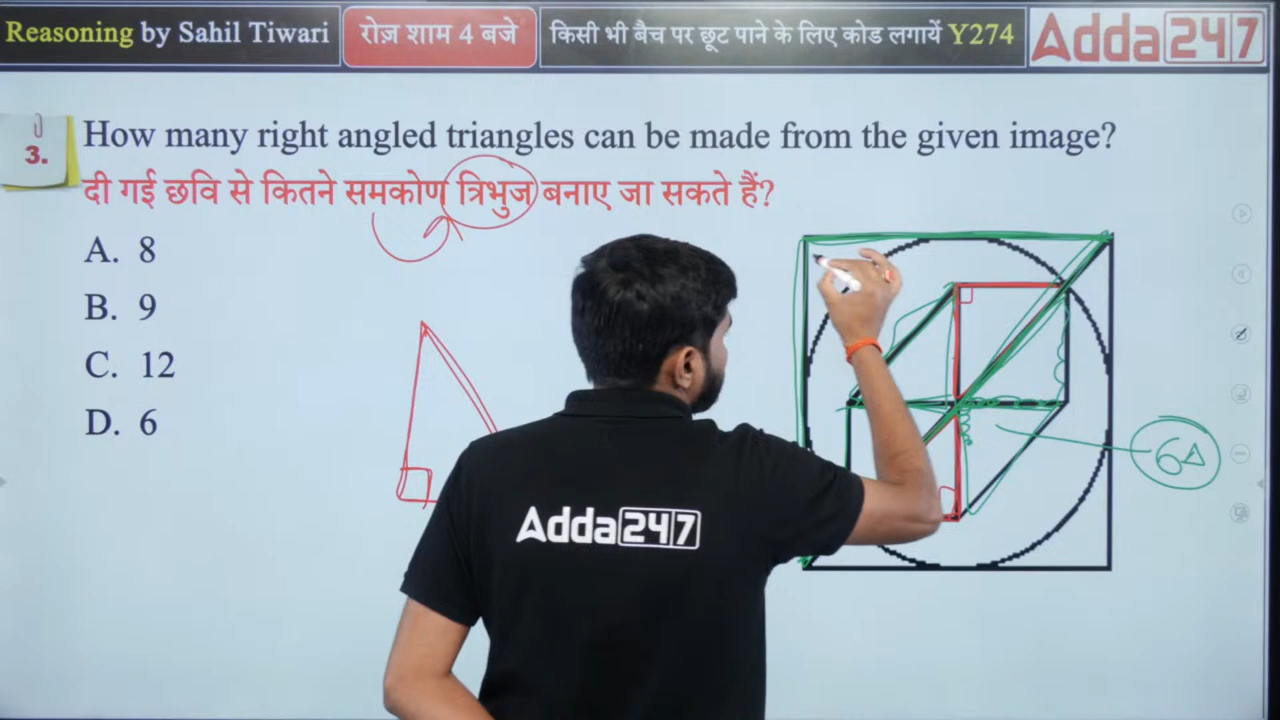 Reasoning by Sahil Tiwari
रोज़ शाम 4 बजे
किसी भी बैच पर छूट पाने के लिए कोड लगायें Y274
Adda247
3.
How many right angled triangles can be made from the given image?
दी गई छवि से कितने समकोण त्रिभुज बनाए जा सकते हैं?
A. 8
B. 9
C. 12
D. 6
6Δ
Adda247